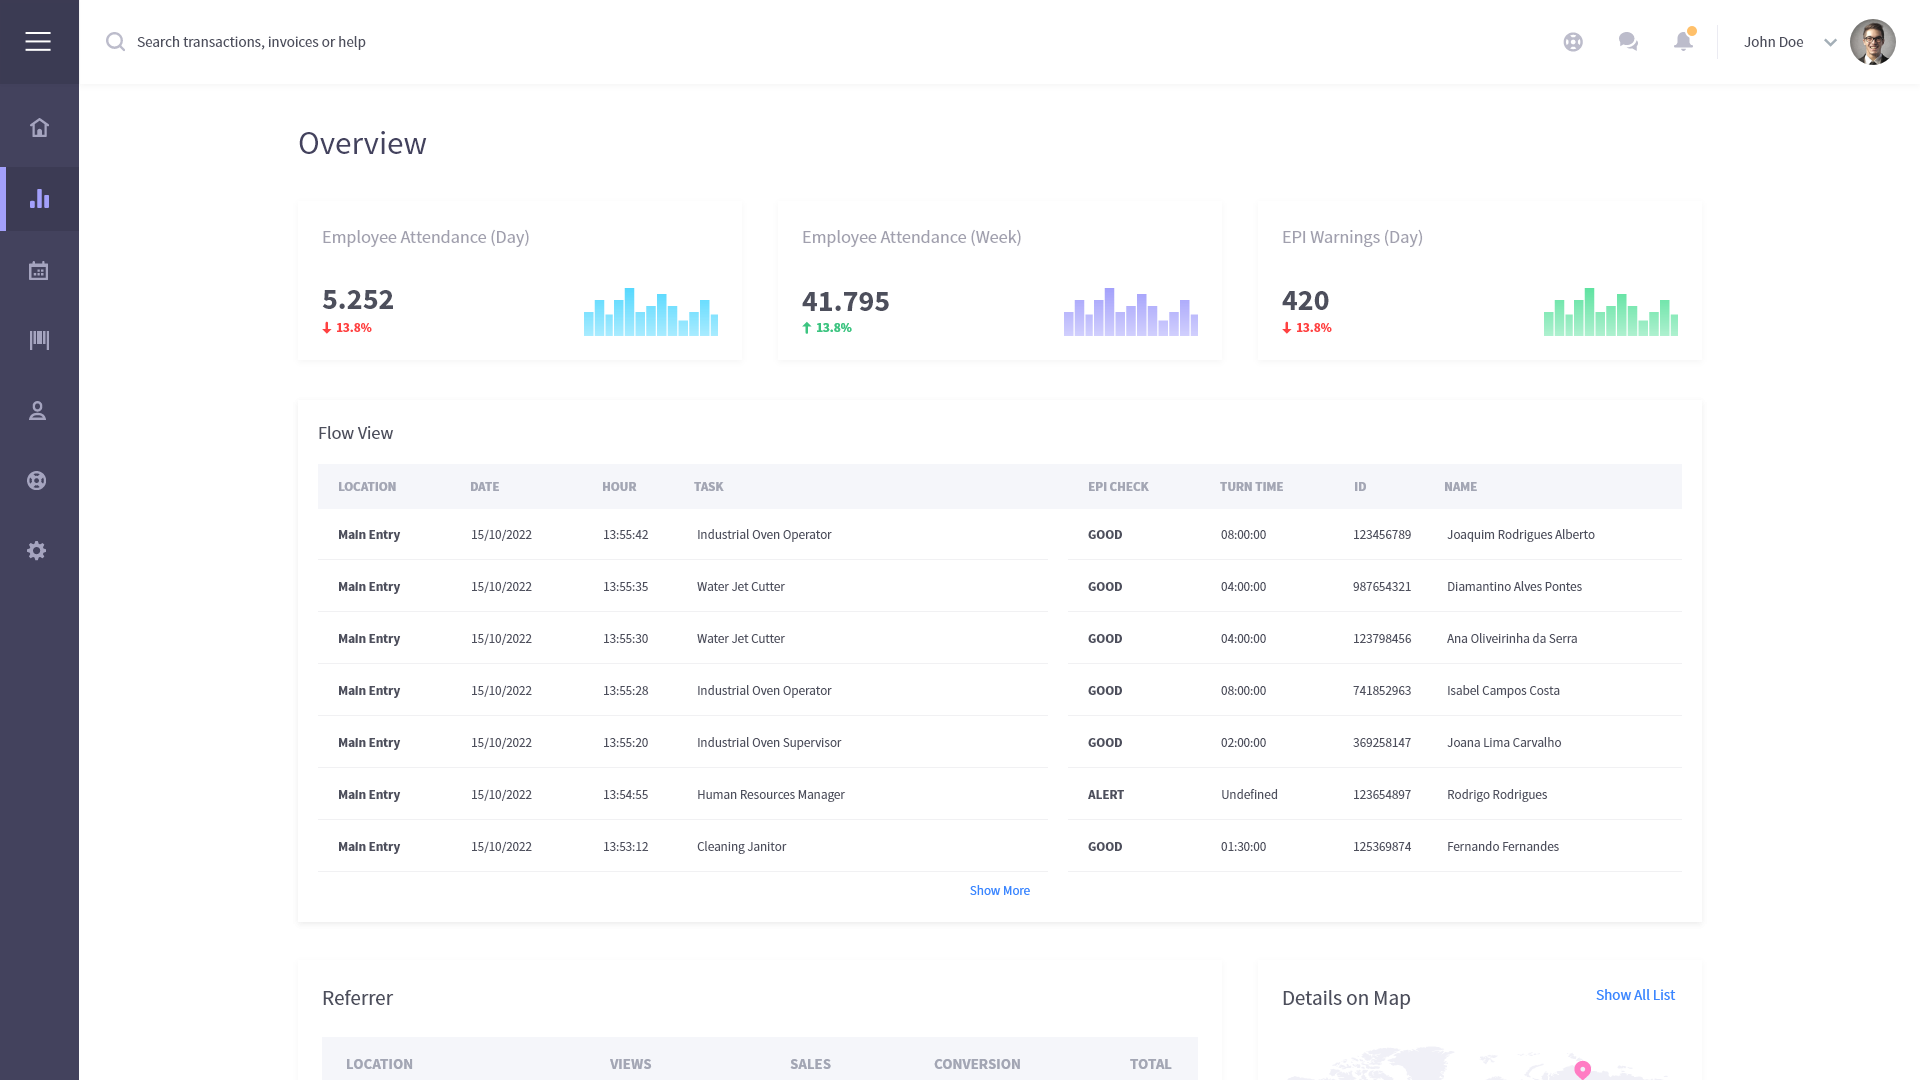 Search transactions, invoices or help
John Doe
Overview
Employee Attendance (Day)
5.252
13.8%
Employee Attendance (Week)
41.795
13.8%
EPI Warnings (Day)
420
13.8%
Flow View
LOCATION DATE HOUR TASK EPI CHECK TURN TIME ID NAME
Main Entry 15/10/2022 13:55:42 Industrial Oven Operator GOOD 08:00:00 123456789 Joaquim Rodrigues Alberto
Main Entry 15/10/2022 13:55:35 Water Jet Cutter GOOD 04:00:00 987654321 Diamantino Alves Pontes
Main Entry 15/10/2022 13:55:30 Water Jet Cutter GOOD 04:00:00 123798456 Ana Oliveirinha da Serra
Main Entry 15/10/2022 13:55:28 Industrial Oven Operator GOOD 08:00:00 741852963 Isabel Campos Costa
Main Entry 15/10/2022 13:55:20 Industrial Oven Supervisor GOOD 02:00:00 369258147 Joana Lima Carvalho
Main Entry 15/10/2022 13:54:55 Human Resources Manager ALERT Undefined 123654897 Rodrigo Rodrigues
Main Entry 15/10/2022 13:53:12 Cleaning Janitor GOOD 01:30:00 125369874 Fernando Fernandes
Show More
Referrer
LOCATION VIEWS SALES CONVERSION TOTAL
Details on Map
Show All List